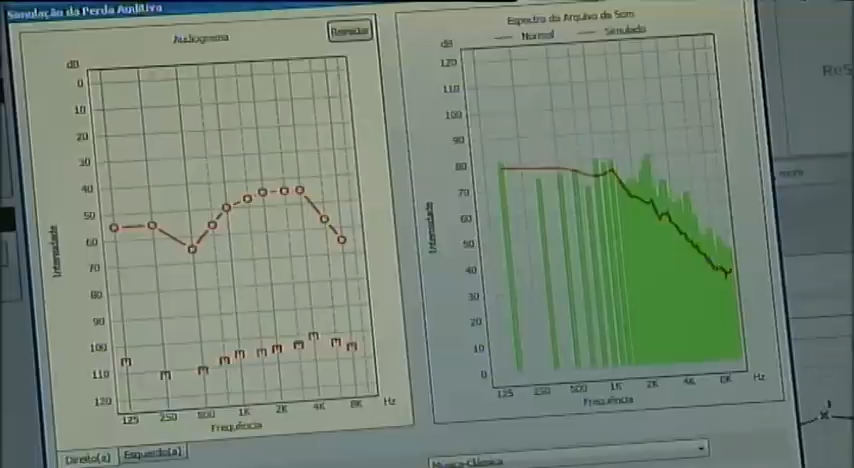 Simulação da Perda Auditiva
Audiograma
dB
0
10
20
30
40
50
60
70
80
90
100
110
120
Intensidade
125 250 500 1K 2K 4K 8K Hz
Frequência
Direito(a) Esquerdo(a)
Espectro do Arquivo de Som
Normal Simulado
dB
120
110
100
90
80
70
60
50
40
30
20
10
0
Intensidade
125 250 500 1K 2K 4K 8K Hz
Frequência
Musica-Clássica